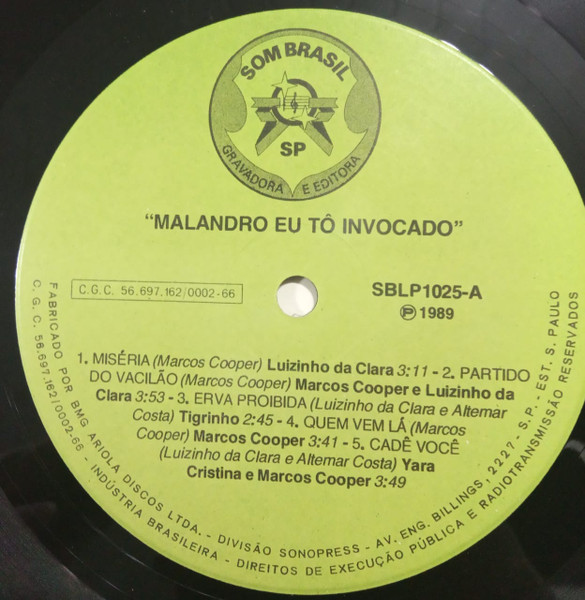 SOM BRASIL
SP
GRAVADORA E EDITORA
"MALANDRO EU TÔ INVOCADO"
C.G.C. 56.697.162/0002-66
SBLP1025-A
Ⓟ 1989
1. MISÉRIA (Marcos Cooper) Luizinho da Clara 3:11 - 2. PARTIDO
DO VACILÃO (Marcos Cooper) Marcos Cooper e Luizinho da
Clara 3:53 - 3. ERVA PROIBIDA (Luizinho da Clara e Altemar
Costa) Tigrinho 2:45 - 4. QUEM VEM LÁ (Marcos
Cooper) Marcos Cooper 3:41 - 5. CADÊ VOCÊ
(Luizinho da Clara e Altemar Costa) Yara
Cristina e Marcos Cooper 3:49
FABRICADO POR BMG ARIOLA DISCOS LTDA. - DIVISÃO SONOPRESS - AV. ENG. BILLINGS, 2227 - S.P. - EST. S. PAULO
C.G.C. 56.697.162/0002-66 - INDÚSTRIA BRASILEIRA - DIREITOS DE EXECUÇÃO PÚBLICA E RADIOTRANSMISSÃO RESERVADOS